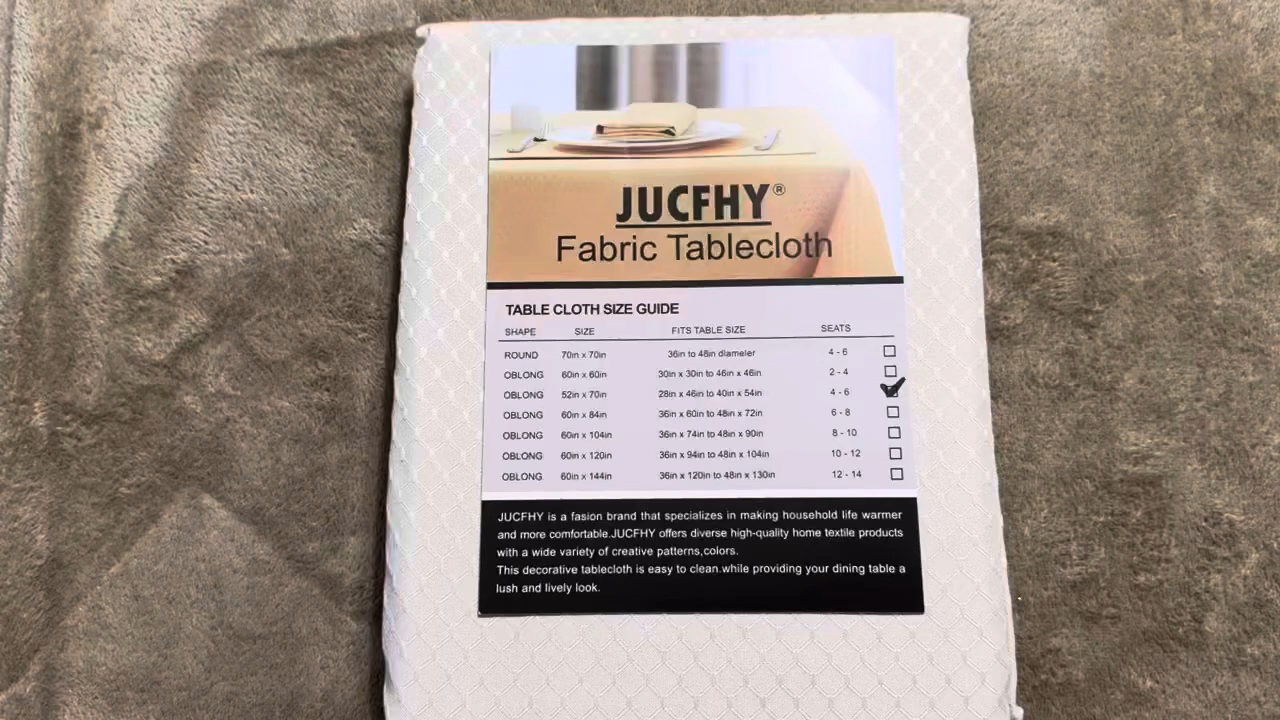 JUCFHY®
Fabric Tablecloth
TABLE CLOTH SIZE GUIDE
SHAPE SIZE FITS TABLE SIZE SEATS
ROUND 70in x 70in 36in to 48in diameter 4 - 6
OBLONG 60in x 60in 30in x 30in to 46in x 46in 2 - 4
OBLONG 52in x 70in 28in x 46in to 40in x 54in 4 - 6
OBLONG 60in x 84in 36in x 60in to 48in x 72in 6 - 8
OBLONG 60in x 104in 36in x 74in to 48in x 90in 8 - 10
OBLONG 60in x 120in 36in x 94in to 48in x 104in 10 - 12
OBLONG 60in x 144in 36in x 120in to 48in x 130in 12 - 14
JUCFHY is a fasion brand that specializes in making household life warmer
and more comfortable.JUCFHY offers diverse high-quality home textile products
with a wide variety of creative patterns,colors.
This decorative tablecloth is easy to clean.while providing your dining table a
lush and lively look.